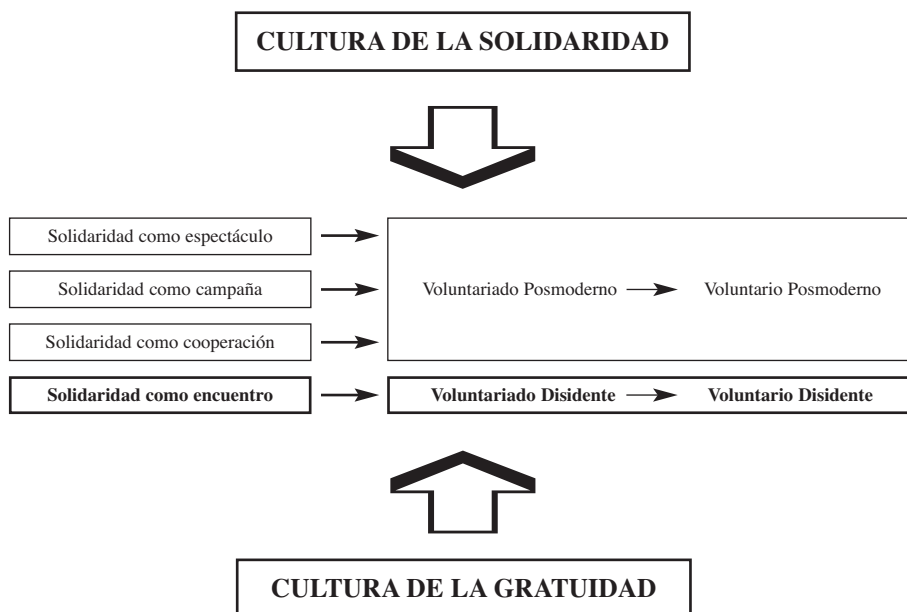 CULTURA DE LA SOLIDARIDAD
Solidaridad como espectáculo
Solidaridad como campaña
Voluntariado Posmoderno
Voluntario Posmoderno
Solidaridad como cooperación
Solidaridad como encuentro
Voluntariado Disidente
Voluntario Disidente
CULTURA DE LA GRATUIDAD